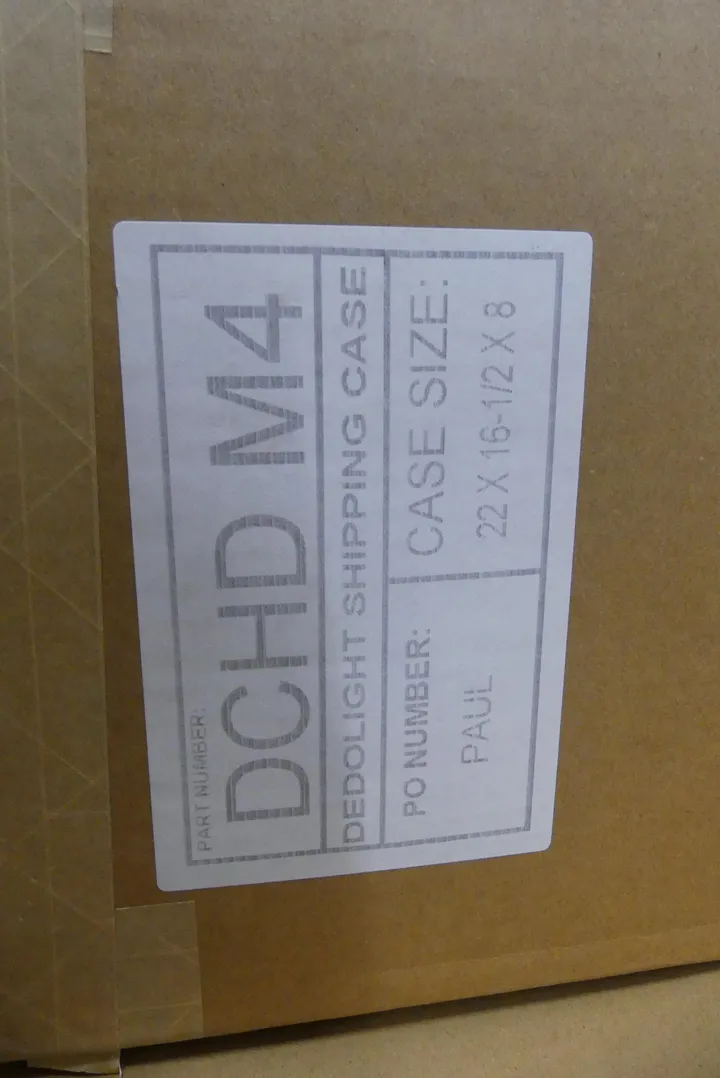 PART NUMBER:
DCHD M4
DEDOLIGHT SHIPPING CASE
PO NUMBER:
PAUL
CASE SIZE:
22 X 16-1/2 X 8